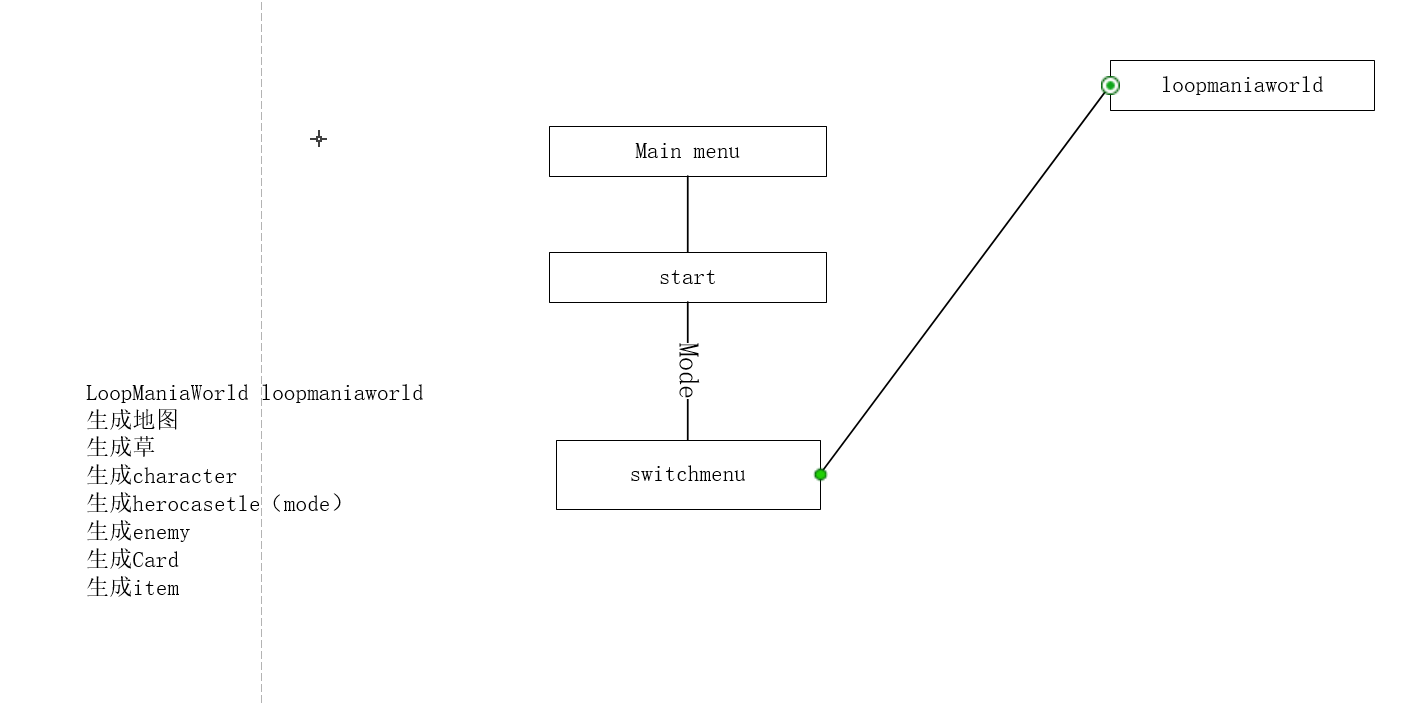 loopmaniaworld
Main menu
start
Mode
LoopManiaWorld loopmaniaworld
生成地图
生成草
生成character
生成herocasetle（mode）
生成enemy
生成Card
生成item
switchmenu